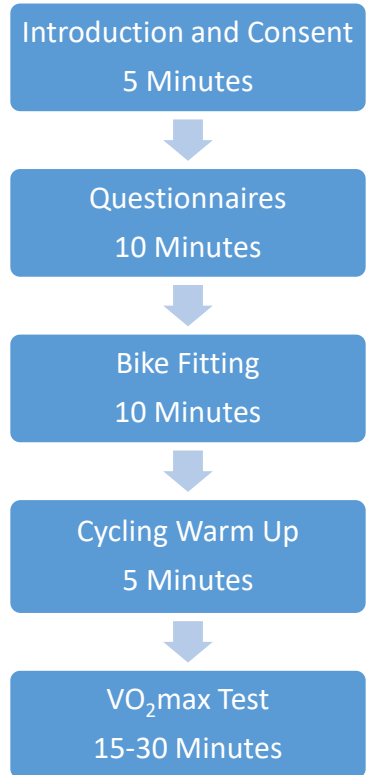 Introduction and Consent
5 Minutes
Questionnaires
10 Minutes
Bike Fitting
10 Minutes
Cycling Warm Up
5 Minutes
VO₂max Test
15-30 Minutes